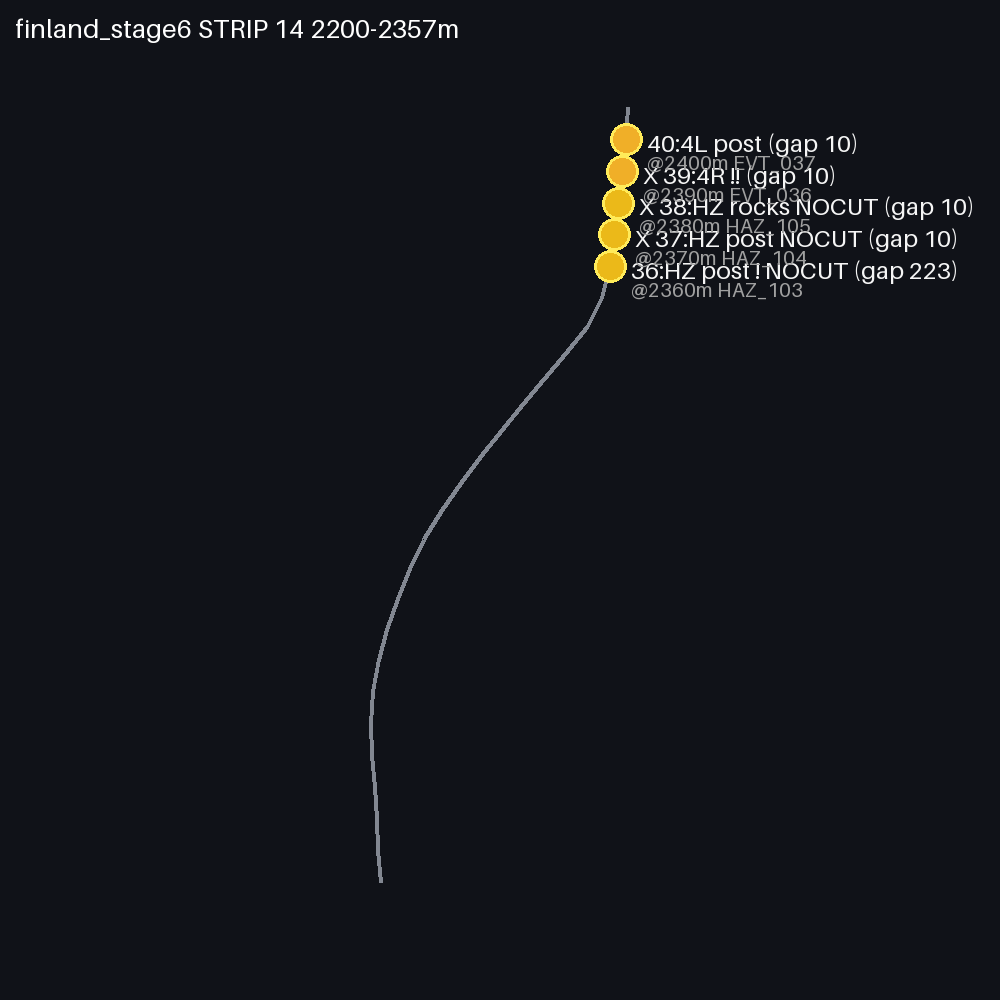 finland_stage6 STRIP 14 2200-2357m
40:4L post (gap 10)
@2400m EVT_037
X 39:4R !! (gap 10)
@2390m EVT_036
X 38:HZ rocks NOCUT (gap 10)
@2380m HAZ_105
X 37:HZ post NOCUT (gap 10)
@2370m HAZ_104
36:HZ post ! NOCUT (gap 223)
@2360m HAZ_103